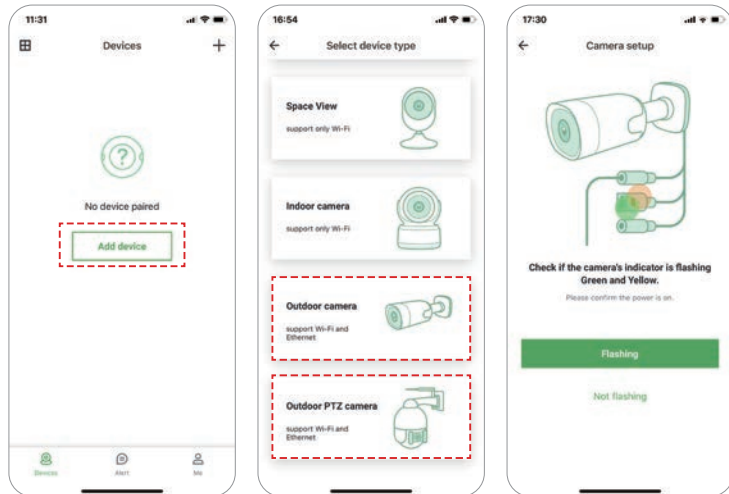 11:31
Devices
No device paired
Add device
Devices
Alert
Me
16:54
Select device type
Space View
support only Wi-Fi
Indoor camera
support only Wi-Fi
Outdoor camera
support Wi-Fi and
Ethernet
Outdoor PTZ camera
support Wi-Fi and
Ethernet
17:30
Camera setup
Check if the camera's indicator is flashing
Green and Yellow.
Please confirm the power is on.
Flashing
Not flashing